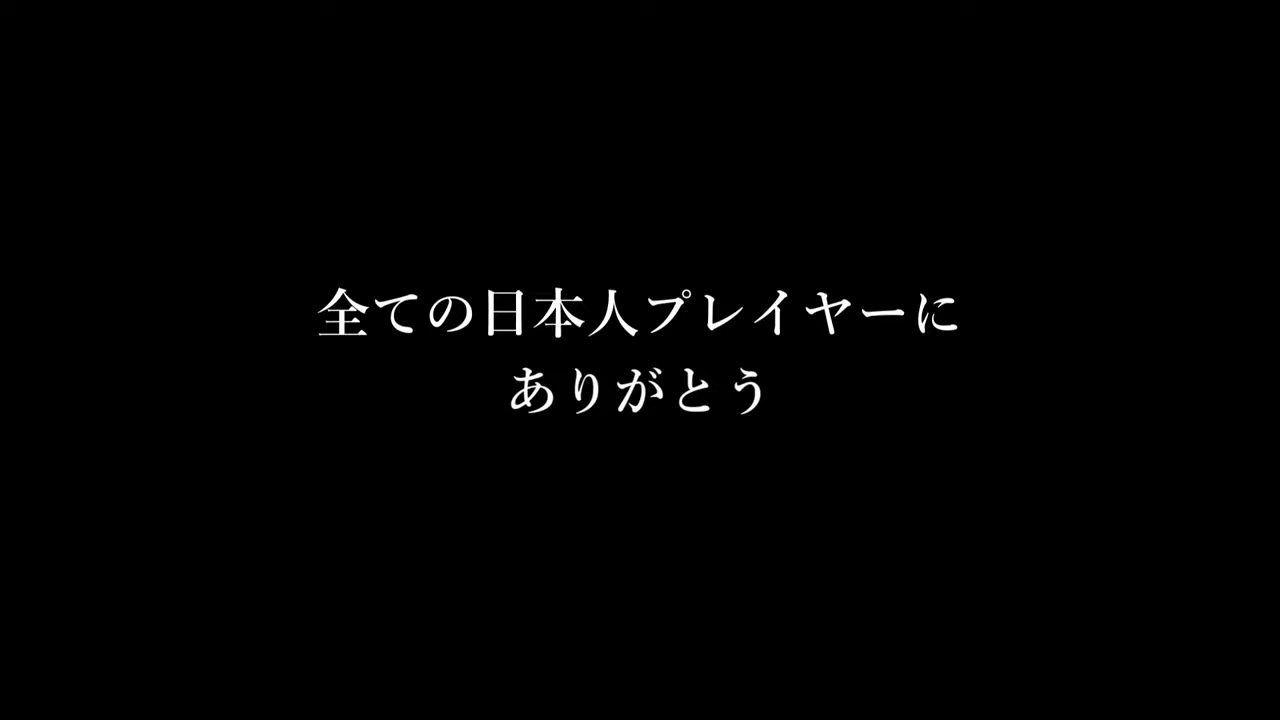 全ての日本人プレイヤーに
ありがとう